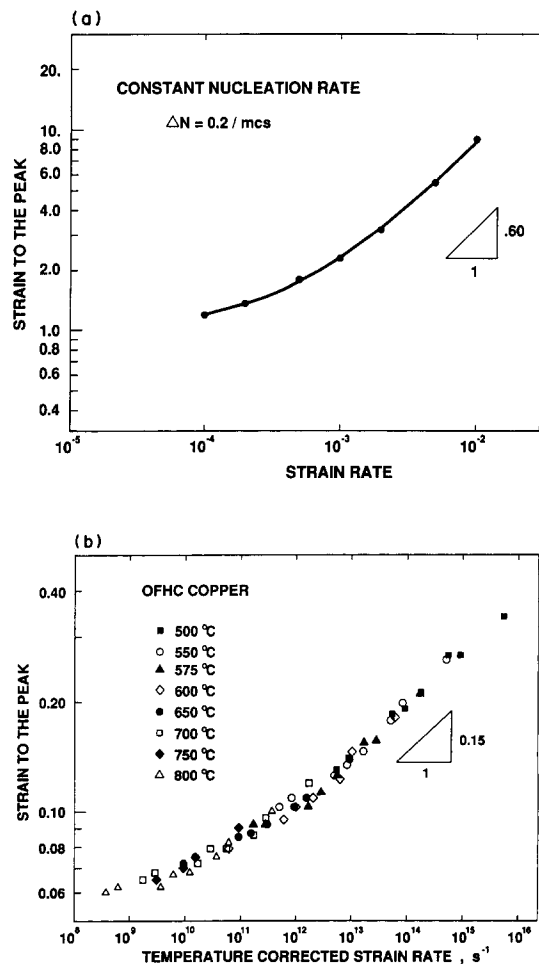 (a)
20.
10.
8.0
6.0
4.0
2.0
1.0
0.8
0.6
0.4
STRAIN TO THE PEAK
CONSTANT NUCLEATION RATE
△N = 0.2 / mcs
.60
1
10⁻⁵ 10⁻⁴ 10⁻³ 10⁻²
STRAIN RATE
(b)
0.40
0.20
0.10
0.08
0.06
STRAIN TO THE PEAK
OFHC COPPER
■ 500 °C
○ 550 °C
▲ 575 °C
◇ 600 °C
● 650 °C
□ 700 °C
◆ 750 °C
△ 800 °C
0.15
1
10⁸ 10⁹ 10¹⁰ 10¹¹ 10¹² 10¹³ 10¹⁴ 10¹⁵ 10¹⁶
TEMPERATURE CORRECTED STRAIN RATE , s⁻¹